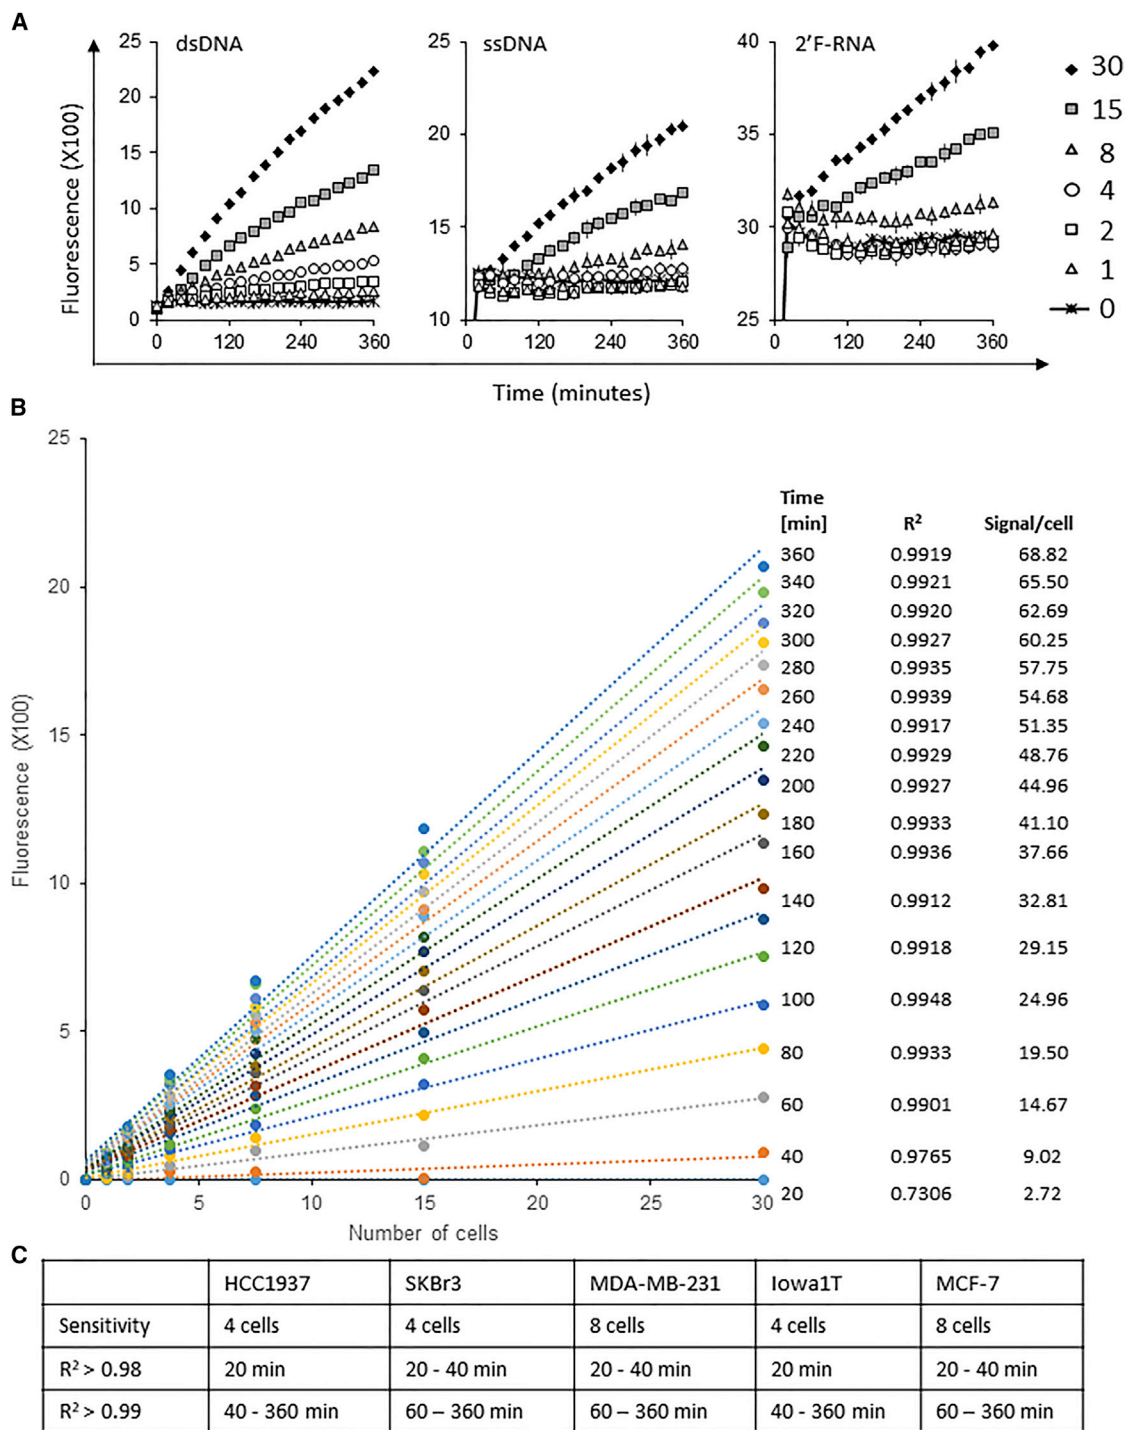 A
dsDNA
ssDNA
2'F-RNA
Fluorescence (X100)
25
20
15
10
5
0
0 120 240 360
25
20
15
10
0 120 240 360
40
35
30
25
0 120 240 360
30
15
8
4
2
1
0
Time (minutes)
B
Fluorescence (X100)
25
20
15
10
5
0
0 5 10 15 20 25 30
Number of cells
Time [min] R² Signal/cell
360 0.9919 68.82
340 0.9921 65.50
320 0.9920 62.69
300 0.9927 60.25
280 0.9935 57.75
260 0.9939 54.68
240 0.9917 51.35
220 0.9929 48.76
200 0.9927 44.96
180 0.9933 41.10
160 0.9936 37.66
140 0.9912 32.81
120 0.9918 29.15
100 0.9948 24.96
80 0.9933 19.50
60 0.9901 14.67
40 0.9765 9.02
20 0.7306 2.72
C
HCC1937 SKBr3 MDA-MB-231 Iowa1T MCF-7
Sensitivity 4 cells 4 cells 8 cells 4 cells 8 cells
R² > 0.98 20 min 20 - 40 min 20 - 40 min 20 min 20 - 40 min
R² > 0.99 40 - 360 min 60 – 360 min 60 – 360 min 40 - 360 min 60 – 360 min